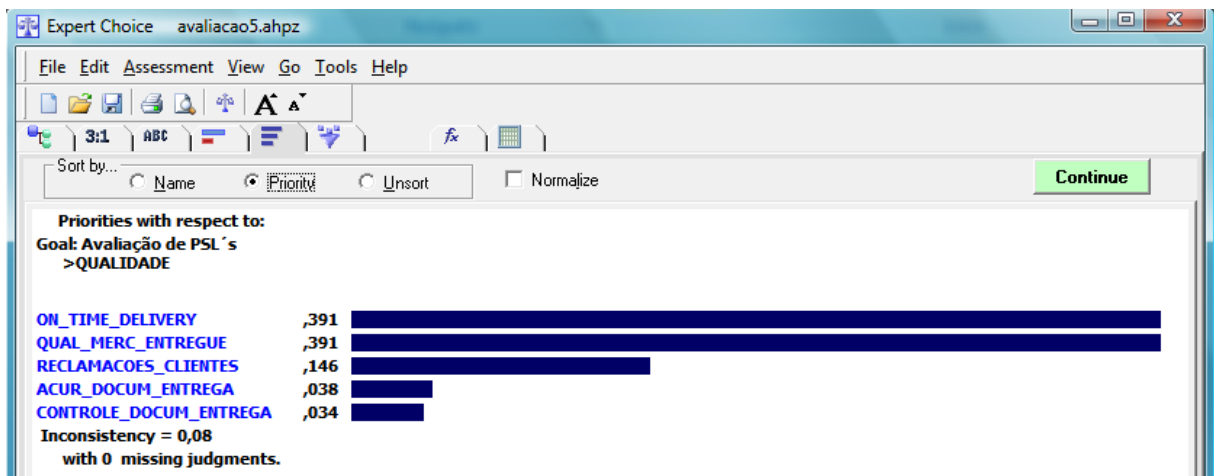 Expert Choice avaliacao5.ahpz
File Edit Assessment View Go Tools Help
A A
3:1 ABC fx
Sort by... Name Priority Unsort Normalize Continue
Priorities with respect to:
Goal: Avaliação de PSL´s
>QUALIDADE
ON_TIME_DELIVERY ,391
QUAL_MERC_ENTREGUE ,391
RECLAMACOES_CLIENTES ,146
ACUR_DOCUM_ENTREGA ,038
CONTROLE_DOCUM_ENTREGA ,034
Inconsistency = 0,08
with 0 missing judgments.